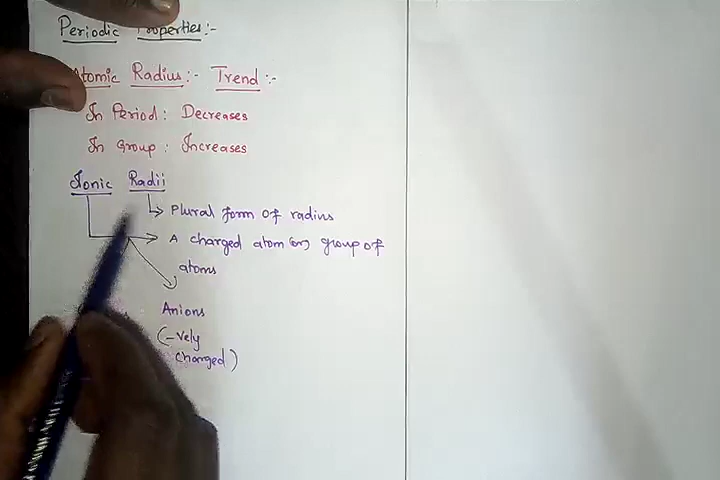 Periodic Properties:-
Atomic Radius:- Trend :-
In Period : Decreases
In Group : Increases
Ionic Radii
Plural form of radius
A charged atom (or) group of
atoms
Anions
(-vely
charged)